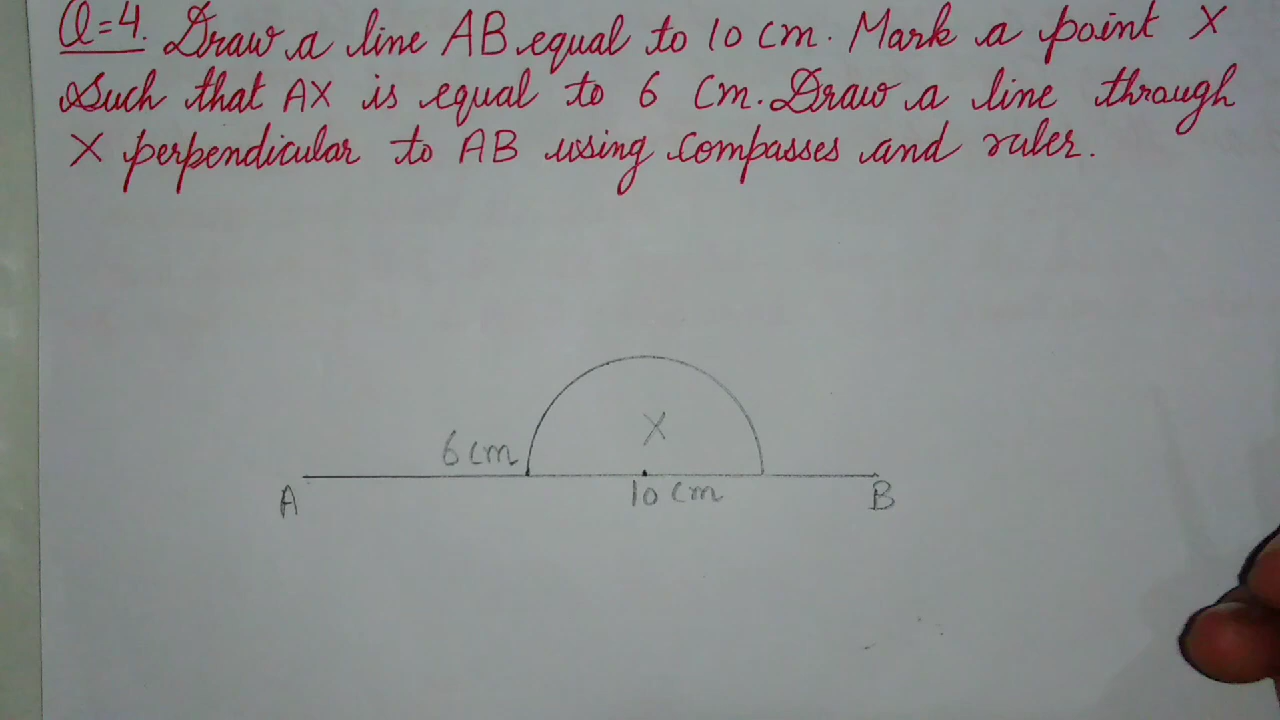 Q=4. Draw a line AB equal to 10 cm. Mark a point X
Such that AX is equal to 6 cm. Draw a line through
X perpendicular to AB using compasses and ruler.
X
6 cm
A
10 cm
B